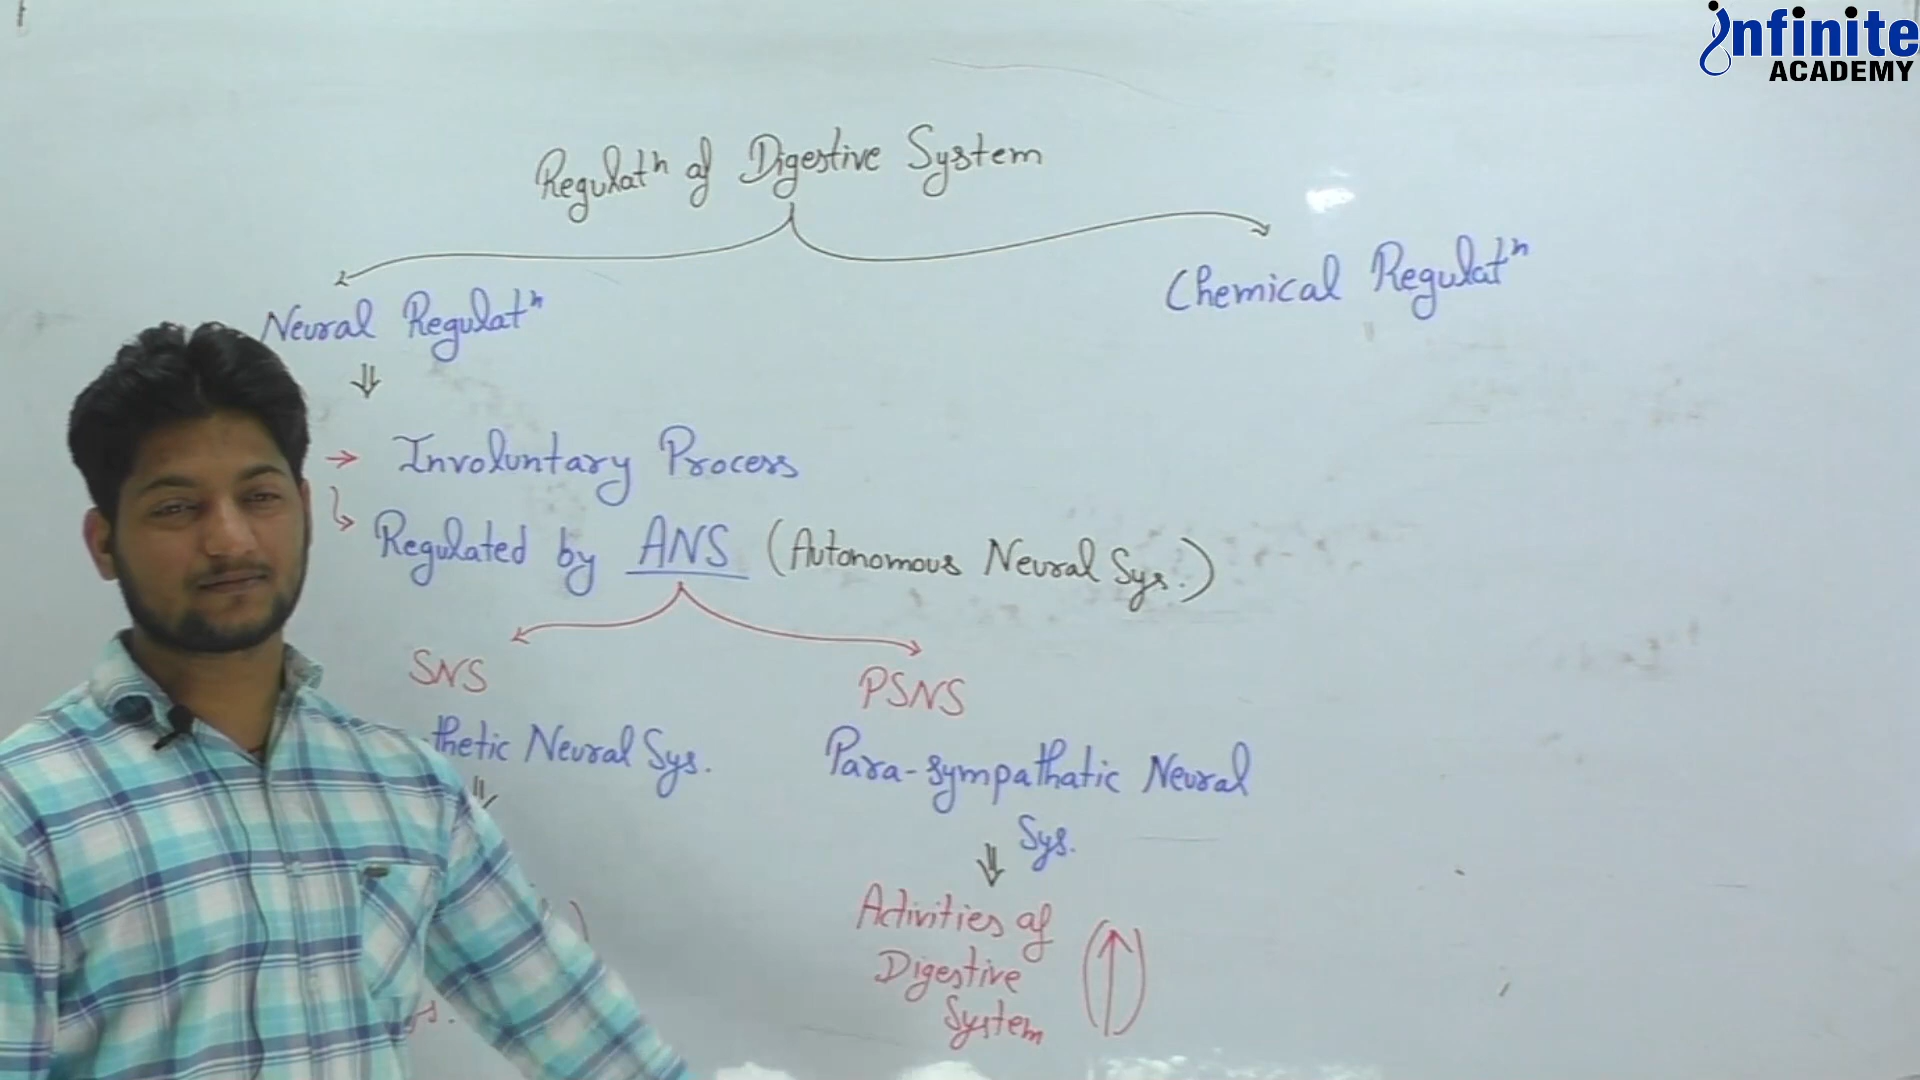 infinite
ACADEMY
Regulatⁿ of Digestive System
Neural Regulatⁿ
Chemical Regulatⁿ
Involuntary Process
Regulated by ANS (Autonomous Neural Sys.)
SNS
PSNS
thetic Neural Sys.
Para-sympathatic Neural
Sys.
Activities of
Digestive
System